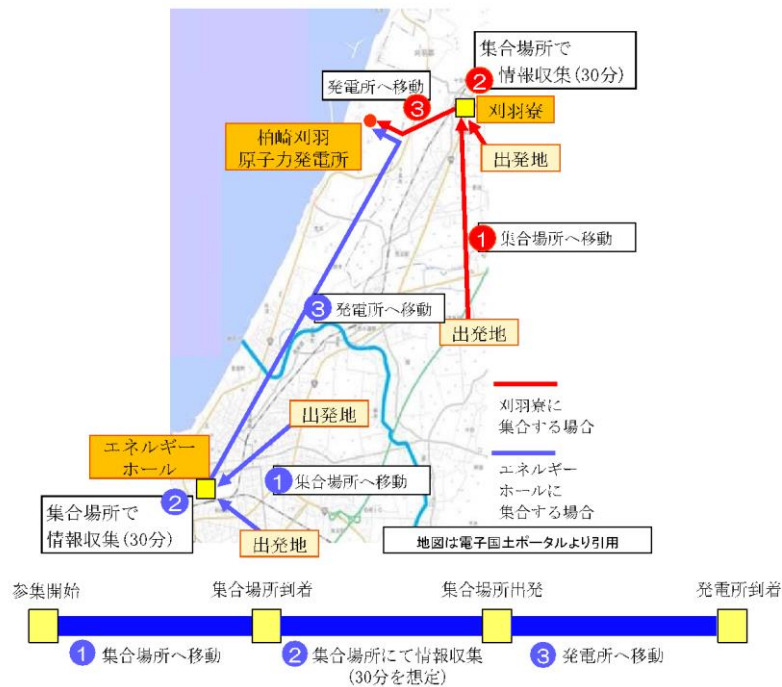 集合場所で
② 情報収集(30分)
発電所へ移動
③
刈羽寮
柏崎刈羽
原子力発電所
出発地
① 集合場所へ移動
③ 発電所へ移動
出発地
刈羽寮に
集合する場合
出発地
エネルギー
ホール
エネルギー
ホールに
集合する場合
① 集合場所へ移動
②
集合場所で
情報収集(30分)
出発地
地図は電子国土ポータルより引用
参集開始
集合場所到着
集合場所出発
発電所到着
① 集合場所へ移動
② 集合場所にて情報収集
(30分を想定)
③ 発電所へ移動